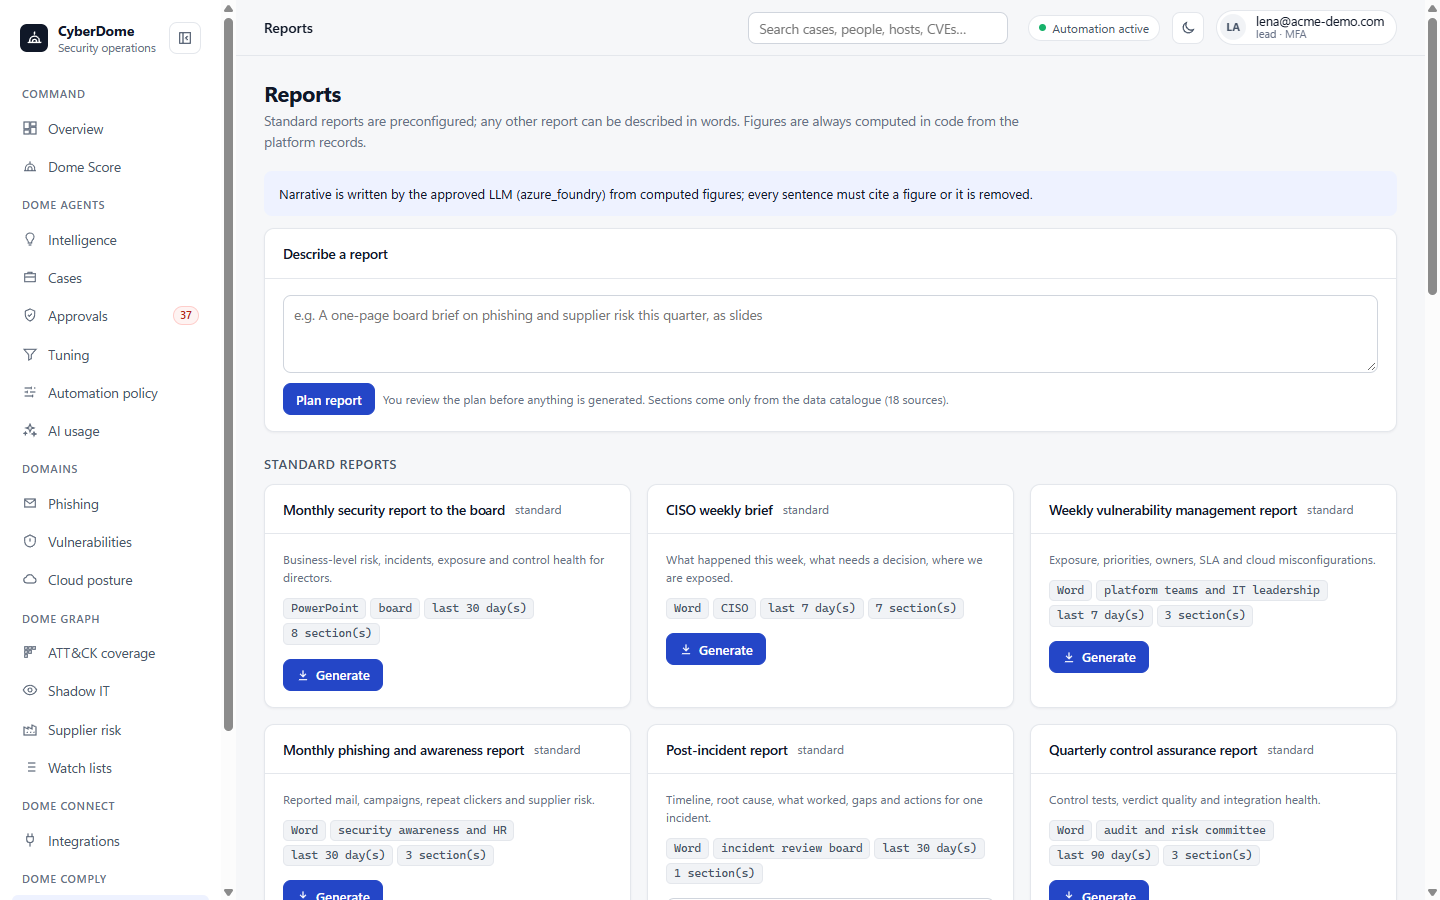 CyberDome
Security operations
COMMAND
Overview
Dome Score
DOME AGENTS
Intelligence
Cases
Approvals 37
Tuning
Automation policy
AI usage
DOMAINS
Phishing
Vulnerabilities
Cloud posture
DOME GRAPH
ATT&CK coverage
Shadow IT
Supplier risk
Watch lists
DOME CONNECT
Integrations
DOME COMPLY
Reports
Search cases, people, hosts, CVEs...
Automation active
LA
lena@acme-demo.com
lead · MFA
Reports
Standard reports are preconfigured; any other report can be described in words. Figures are always computed in code from the
platform records.
Narrative is written by the approved LLM (azure_foundry) from computed figures; every sentence must cite a figure or it is removed.
Describe a report
e.g. A one-page board brief on phishing and supplier risk this quarter, as slides
Plan report You review the plan before anything is generated. Sections come only from the data catalogue (18 sources).
STANDARD REPORTS
Monthly security report to the board standard
Business-level risk, incidents, exposure and control health for
directors.
PowerPoint board last 30 day(s)
8 section(s)
Generate
CISO weekly brief standard
What happened this week, what needs a decision, where we
are exposed.
Word CISO last 7 day(s) 7 section(s)
Generate
Weekly vulnerability management report standard
Exposure, priorities, owners, SLA and cloud misconfigurations.
Word platform teams and IT leadership
last 7 day(s) 3 section(s)
Generate
Monthly phishing and awareness report standard
Reported mail, campaigns, repeat clickers and supplier risk.
Word security awareness and HR
last 30 day(s) 3 section(s)
Generate
Post-incident report standard
Timeline, root cause, what worked, gaps and actions for one
incident.
Word incident review board last 30 day(s)
1 section(s)
Quarterly control assurance report standard
Control tests, verdict quality and integration health.
Word audit and risk committee
last 90 day(s) 3 section(s)
Generate